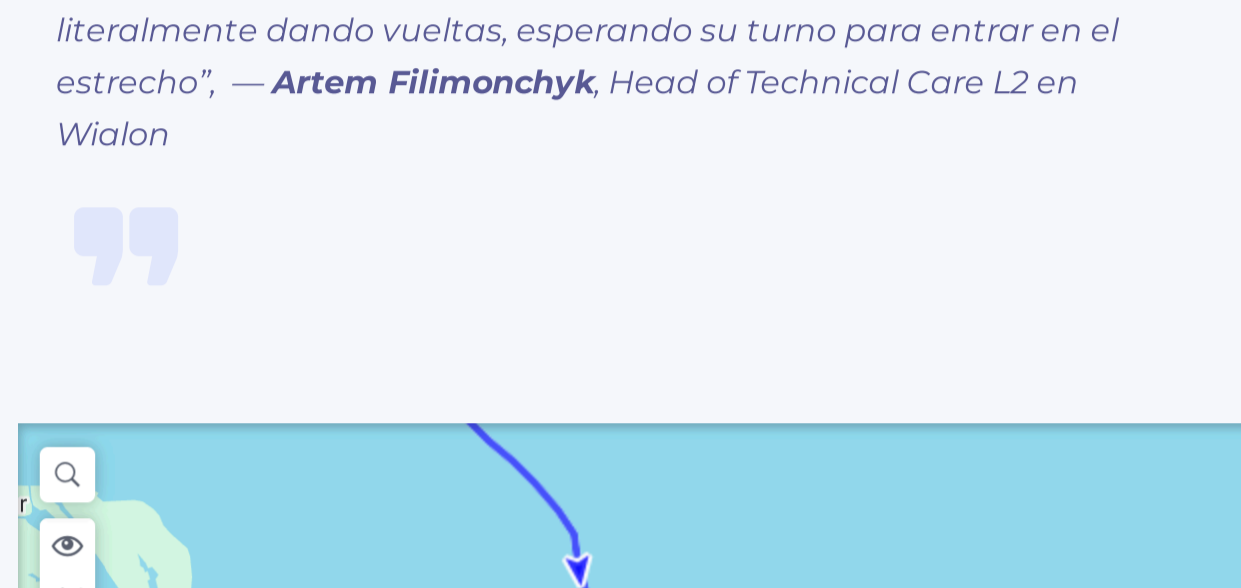 literalmente dando vueltas, esperando su turno para entrar en el
estrecho”, — Artem Filimonchyk, Head of Technical Care L2 en
Wialon
”
r